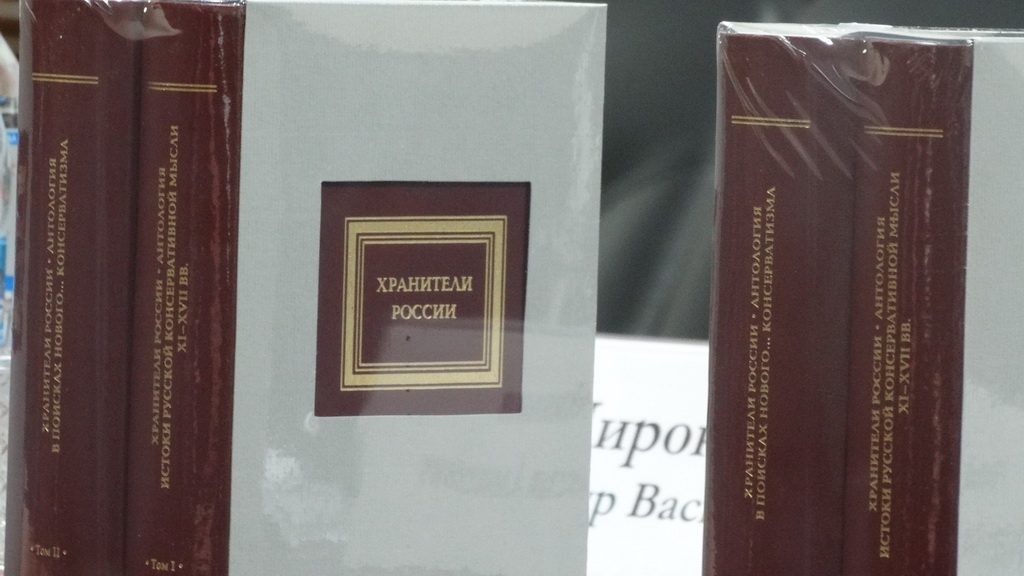 ХРАНИТЕЛИ РОССИИ • АНТОЛОГИЯ
В ПОИСКАХ НОВОГО... КОНСЕРВАТИЗМА
• Том II •
ХРАНИТЕЛИ РОССИИ • АНТОЛОГИЯ
ИСТОКИ РУССКОЙ КОНСЕРВАТИВНОЙ МЫСЛИ
XI–XVII ВВ.
• Том I •
ХРАНИТЕЛИ
РОССИИ
ХРАНИТЕЛИ РОССИИ • АНТОЛОГИЯ
В ПОИСКАХ НОВОГО... КОНСЕРВАТИЗМА
ХРАНИТЕЛИ РОССИИ • АНТОЛОГИЯ
ИСТОКИ РУССКОЙ КОНСЕРВАТИВНОЙ МЫСЛИ
XI–XVII ВВ.